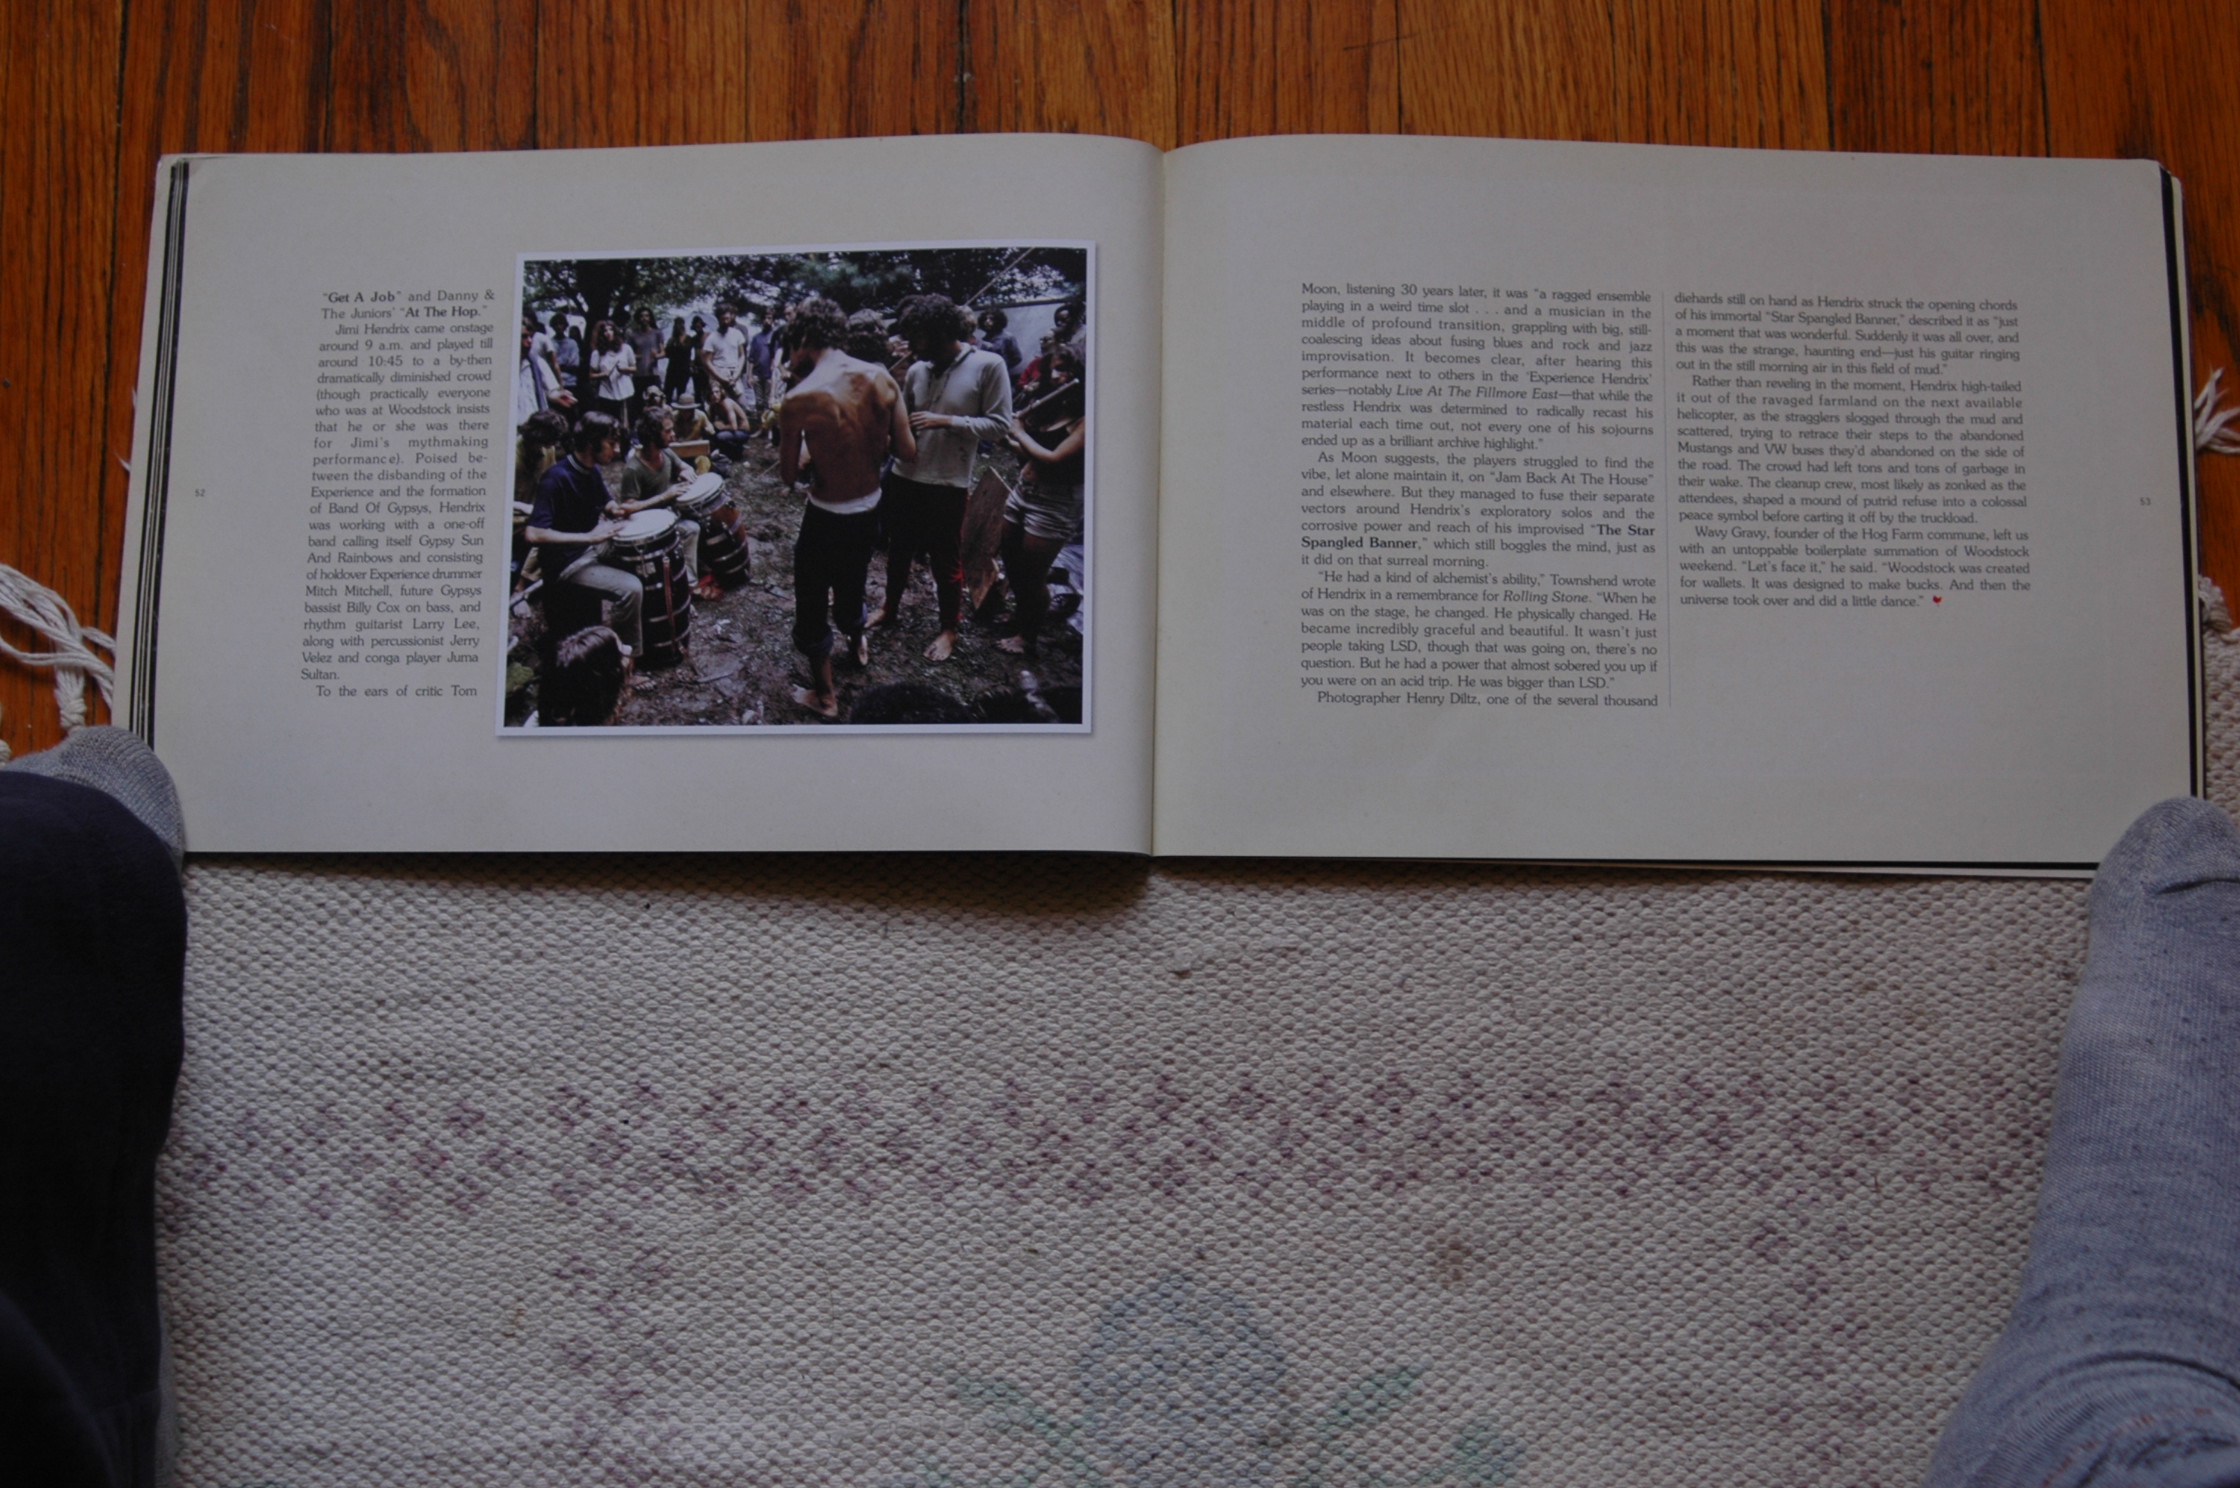 "Get A Job" and Danny &
The Juniors' "At The Hop."
Jimi Hendrix came onstage
around 9 a.m. and played till
around 10:45 to a by-then
dramatically diminished crowd
(though practically everyone
who was at Woodstock insists
that he or she was there
for Jimi's mythmaking
performance). Poised be-
tween the disbanding of the
Experience and the formation
of Band Of Gypsys, Hendrix
was working with a one-off
band calling itself Gypsy Sun
And Rainbows and consisting
of holdover Experience drummer
Mitch Mitchell, future Gypsys
bassist Billy Cox on bass, and
rhythm guitarist Larry Lee,
along with percussionist Jerry
Velez and conga player Juma
Sultan.
To the ears of critic Tom
52
Moon, listening 30 years later, it was "a ragged ensemble
playing in a weird time slot . . . and a musician in the
middle of profound transition, grappling with big, still-
coalescing ideas about fusing blues and rock and jazz
improvisation. It becomes clear, after hearing this
performance next to others in the 'Experience Hendrix'
series—notably Live At The Fillmore East—that while the
restless Hendrix was determined to radically recast his
material each time out, not every one of his sojourns
ended up as a brilliant archive highlight."
As Moon suggests, the players struggled to find the
vibe, let alone maintain it, on "Jam Back At The House"
and elsewhere. But they managed to fuse their separate
vectors around Hendrix's exploratory solos and the
corrosive power and reach of his improvised "The Star
Spangled Banner," which still boggles the mind, just as
it did on that surreal morning.
"He had a kind of alchemist's ability," Townshend wrote
of Hendrix in a remembrance for Rolling Stone. "When he
was on the stage, he changed. He physically changed. He
became incredibly graceful and beautiful. It wasn't just
people taking LSD, though that was going on, there's no
question. But he had a power that almost sobered you up if
you were on an acid trip. He was bigger than LSD."
Photographer Henry Diltz, one of the several thousand
diehards still on hand as Hendrix struck the opening chords
of his immortal "Star Spangled Banner," described it as "just
a moment that was wonderful. Suddenly it was all over, and
this was the strange, haunting end—just his guitar ringing
out in the still morning air in this field of mud."
Rather than reveling in the moment, Hendrix high-tailed
it out of the ravaged farmland on the next available
helicopter, as the stragglers slogged through the mud and
scattered, trying to retrace their steps to the abandoned
Mustangs and VW buses they'd abandoned on the side of
the road. The crowd had left tons and tons of garbage in
their wake. The cleanup crew, most likely as zonked as the
attendees, shaped a mound of putrid refuse into a colossal
peace symbol before carting it off by the truckload.
Wavy Gravy, founder of the Hog Farm commune, left us
with an untoppable boilerplate summation of Woodstock
weekend. "Let's face it," he said. "Woodstock was created
for wallets. It was designed to make bucks. And then the
universe took over and did a little dance."
53